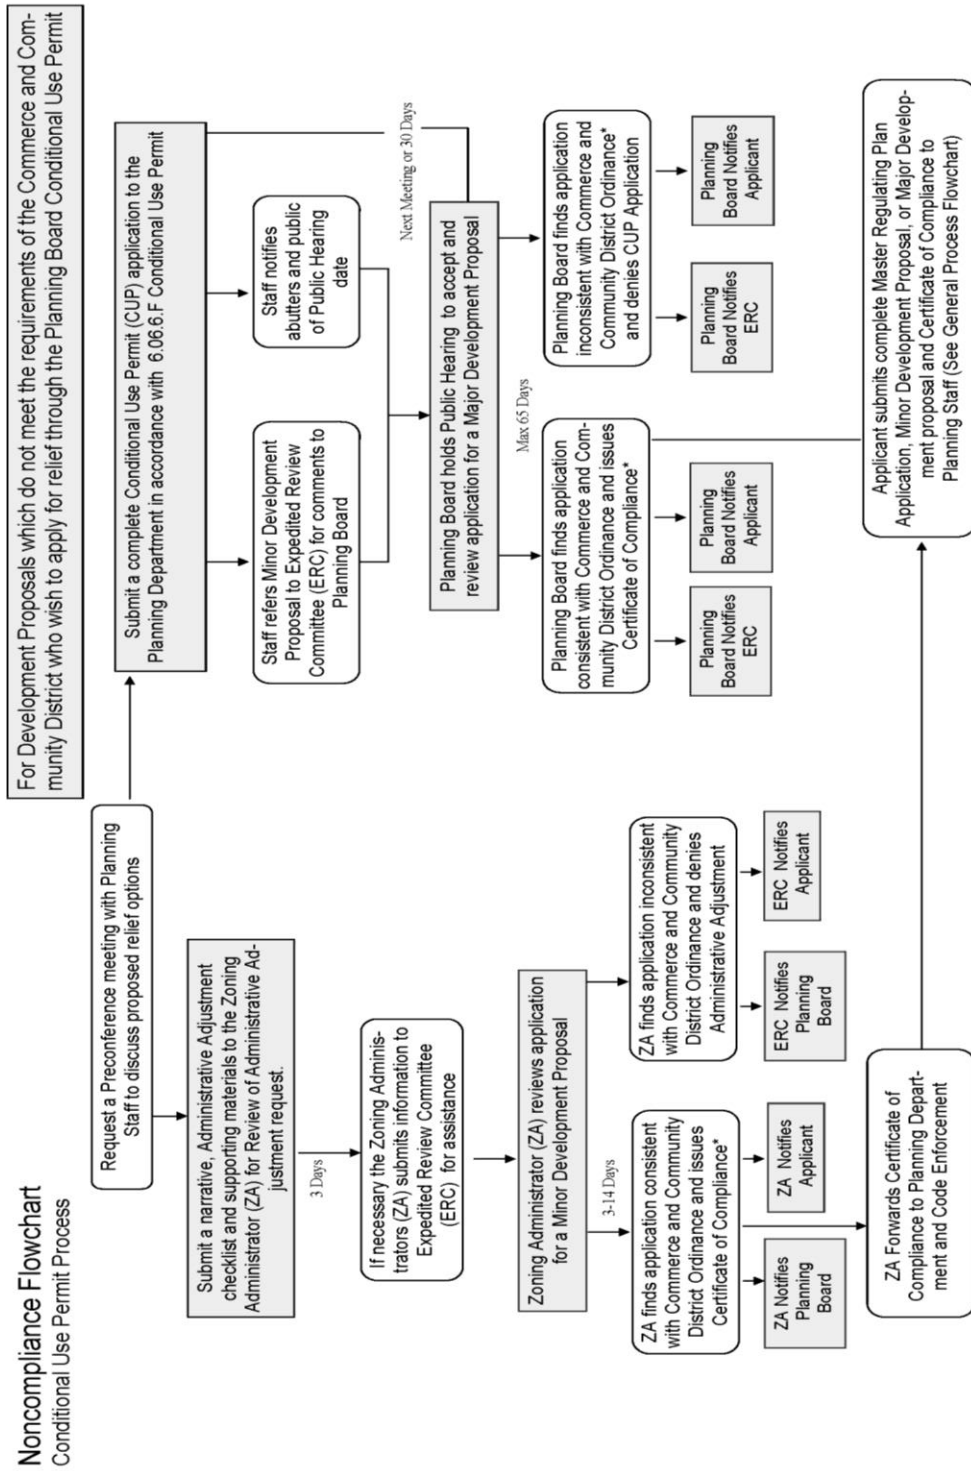 Noncompliance Flowchart
Conditional Use Permit Process
For Development Proposals which do not meet the requirements of the Commerce and Com-
munity District who wish to apply for relief through the Planning Board Conditional Use Permit
Request a Preconference meeting with Planning
Staff to discuss proposed relief options
Submit a narrative, Administrative Adjustment
checklist and supporting materials to the Zoning
Administrator (ZA) for Review of Administrative Ad-
justment request.
3 Days
If necessary the Zoning Adminis-
trators (ZA) submits information to
Expedited Review Committee
(ERC) for assistance
Zoning Administrator (ZA) reviews application
for a Minor Development Proposal
3-14 Days
ZA finds application consistent
with Commerce and Community
District Ordinance and issues
Certificate of Compliance*
ZA Notifies
Planning
Board
ZA Notifies
Applicant
ZA finds application inconsistent
with Commerce and Community
District Ordinance and denies
Administrative Adjustment
ERC Notifies
Planning
Board
ERC Notifies
Applicant
ZA Forwards Certificate of
Compliance to Planning Depart-
ment and Code Enforcement
Submit a complete Conditional Use Permit (CUP) application to the
Planning Department in accordance with 6.06.6.F Conditional Use Permit
Staff refers Minor Development
Proposal to Expedited Review
Committee (ERC) for comments to
Planning Board
Staff notifies
abutters and public
of Public Hearing
date
Next Meeting or 30 Days
Planning Board holds Public Hearing to accept and
review application for a Major Development Proposal
Max 65 Days
Planning Board finds application
consistent with Commerce and Com-
munity District Ordinance and issues
Certificate of Compliance*
Planning
Board Notifies
ERC
Planning
Board Notifies
Applicant
Planning Board finds application
inconsistent with Commerce and
Community District Ordinance*
and denies CUP Application
Planning
Board Notifies
ERC
Planning
Board Notifies
Applicant
Applicant submits complete Master Regulating Plan
Application, Minor Development Proposal, or Major Develop-
ment proposal and Certificate of Compliance to
Planning Staff (See General Process Flowchart)